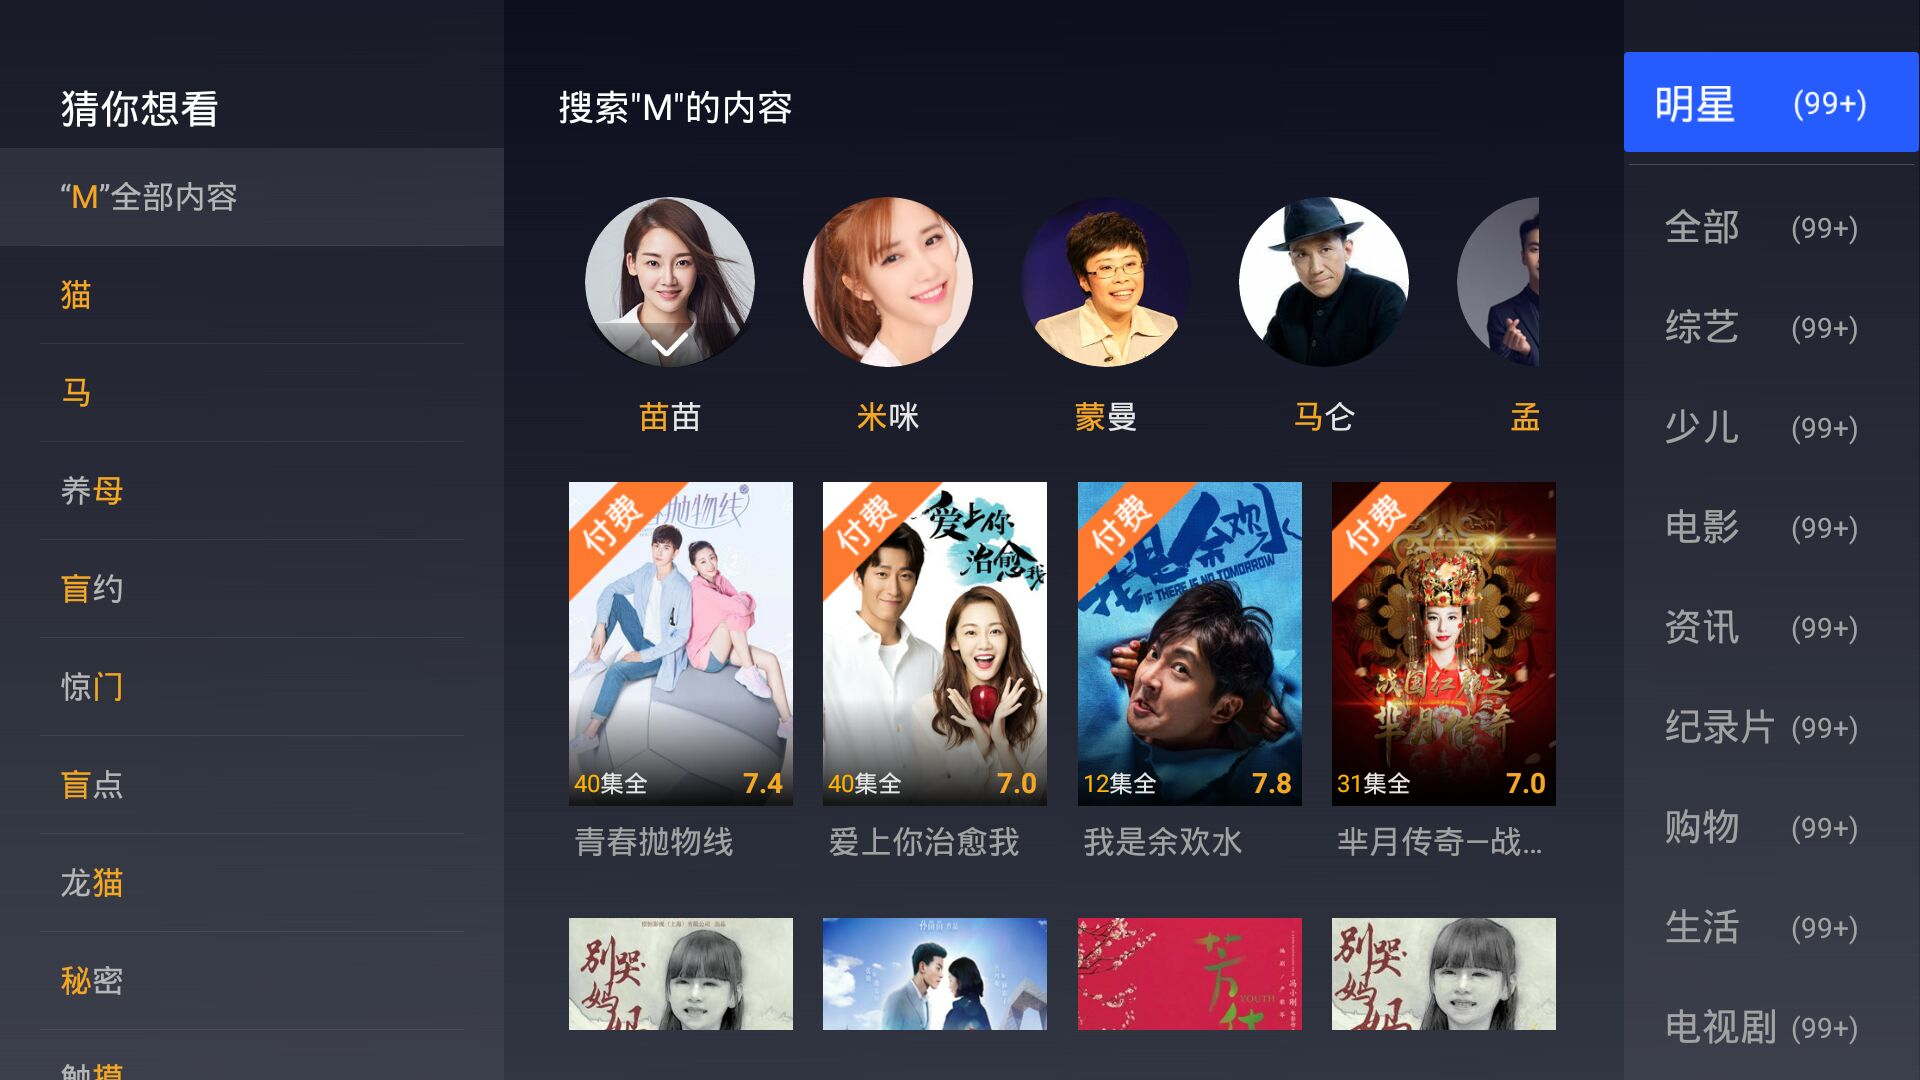 猜你想看
“M”全部内容
猫
马
养母
盲约
惊门
盲点
龙猫
秘密
触摸
搜索"M"的内容
苗苗
米咪
蒙曼
马仑
孟
付费
抛物线
40集全
7.4
青春抛物线
付费
爱上你
治愈我
40集全
7.0
爱上你治愈我
付费
我是余欢水
IF THERE IS NO TOMORROW
12集全
7.8
我是余欢水
付费
战国红颜之
芈月传奇
31集全
7.0
芈月传奇—战...
别哭
妈妈
芳华
YOUTH
别哭
妈妈
明星 (99+)
全部 (99+)
综艺 (99+)
少儿 (99+)
电影 (99+)
资讯 (99+)
纪录片 (99+)
购物 (99+)
生活 (99+)
电视剧 (99+)